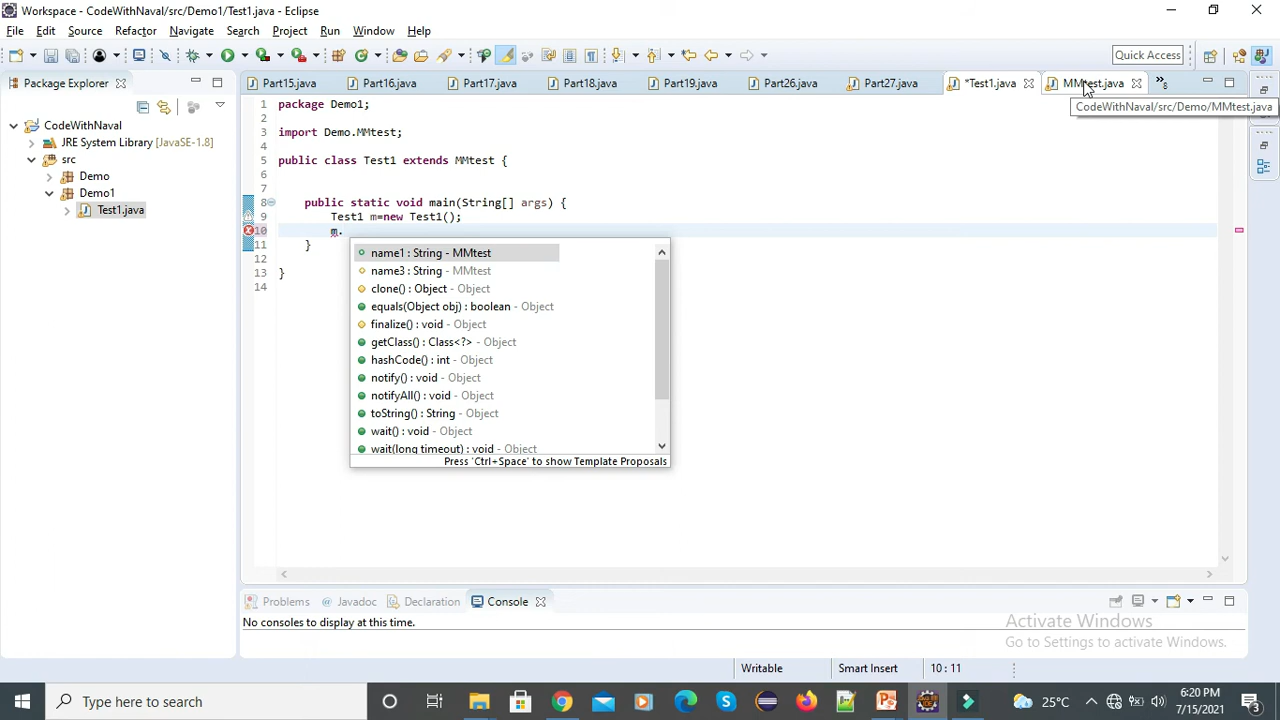 Workspace - CodeWithNaval/src/Demo1/Test1.java - Eclipse
File Edit Source Refactor Navigate Search Project Run Window Help
Quick Access
Package Explorer
Part15.java Part16.java Part17.java Part18.java Part19.java Part26.java Part27.java *Test1.java MMtest.java 8
CodeWithNaval/src/Demo/MMtest.java
CodeWithNaval
JRE System Library [JavaSE-1.8]
src
Demo
Demo1
Test1.java
1 package Demo1;
2
3 import Demo.MMtest;
4
5 public class Test1 extends MMtest {
6
7
8 public static void main(String[] args) {
9 Test1 m=new Test1();
10 m.
11 }
12
13 }
14
name1 : String - MMtest
name3 : String - MMtest
clone() : Object - Object
equals(Object obj) : boolean - Object
finalize() : void - Object
getClass() : Class<?> - Object
hashCode() : int - Object
notify() : void - Object
notifyAll() : void - Object
toString() : String - Object
wait() : void - Object
wait(long timeout) : void - Object
Press 'Ctrl+Space' to show Template Proposals
Problems Javadoc Declaration Console
No consoles to display at this time.
Activate Windows
Go to Settings to activate Windows.
Writable Smart Insert 10 : 11
Type here to search
25°C
6:20 PM
7/15/2021
3